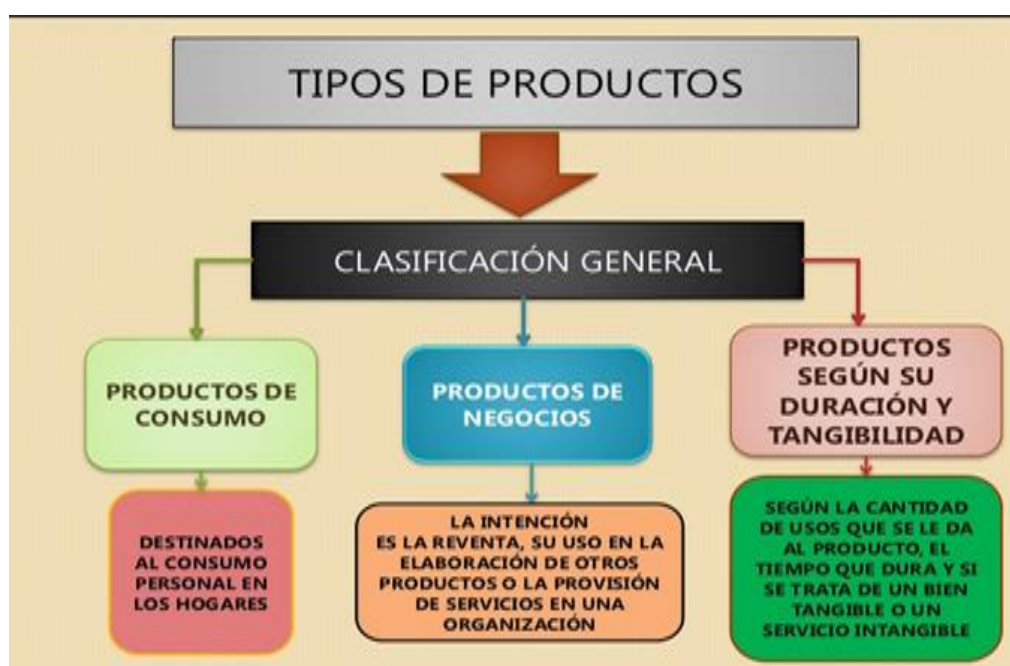 TIPOS DE PRODUCTOS
CLASIFICACIÓN GENERAL
PRODUCTOS DE
CONSUMO
DESTINADOS
AL CONSUMO
PERSONAL EN
LOS HOGARES
PRODUCTOS DE
NEGOCIOS
LA INTENCIÓN
ES LA REVENTA, SU USO EN LA
ELABORACIÓN DE OTROS
PRODUCTOS O LA PROVISIÓN
DE SERVICIOS EN UNA
ORGANIZACIÓN
PRODUCTOS
SEGÚN SU
DURACIÓN Y
TANGIBILIDAD
SEGÚN LA CANTIDAD
DE USOS QUE SE LE DA
AL PRODUCTO, EL
TIEMPO QUE DURA Y SI
SE TRATA DE UN BIEN
TANGIBLE O UN
SERVICIO INTANGIBLE